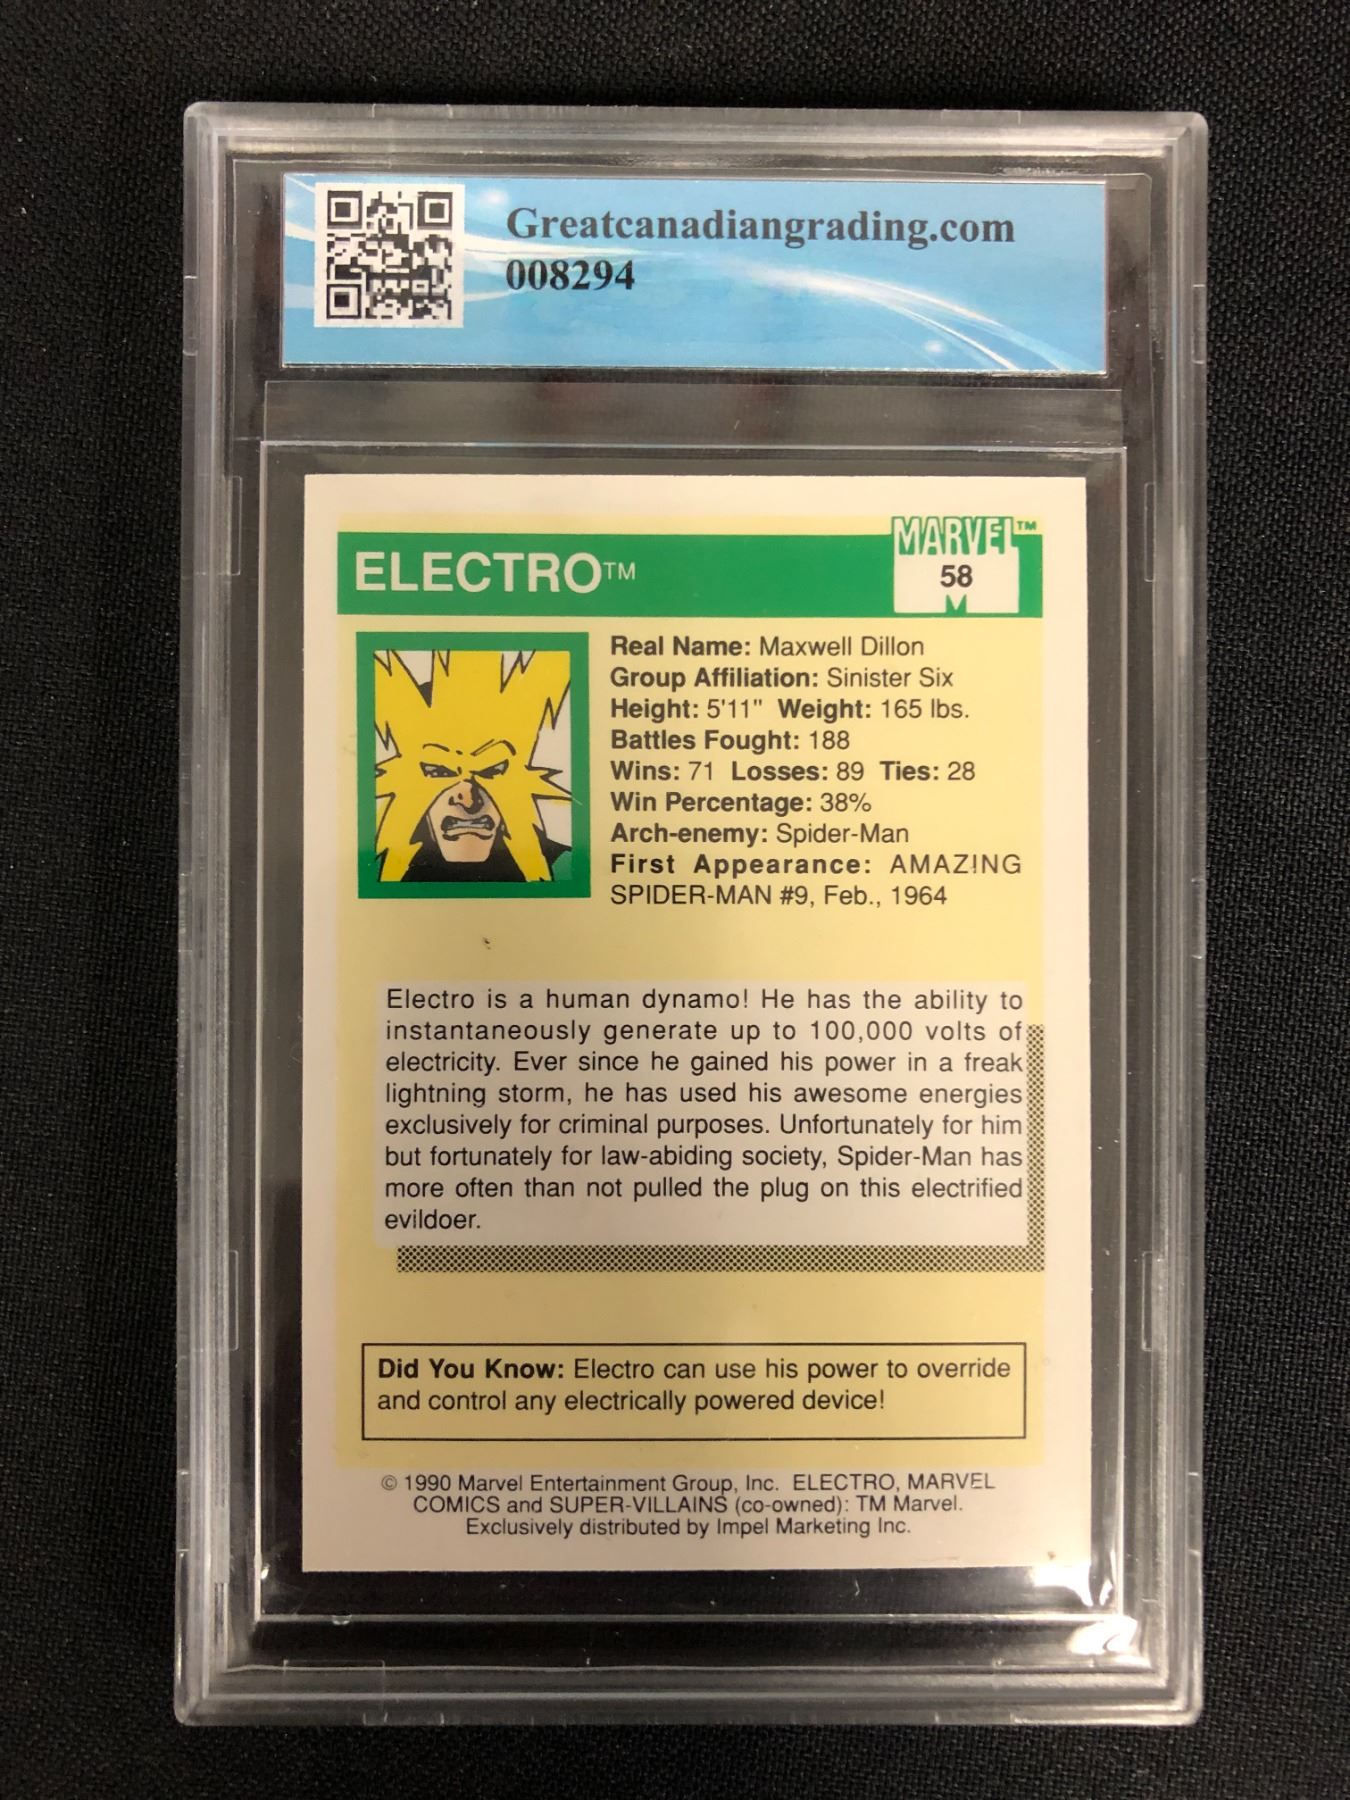 Greatcanadiangrading.com
008294
ELECTRO™
MARVEL™
58
Real Name: Maxwell Dillon
Group Affiliation: Sinister Six
Height: 5'11" Weight: 165 lbs.
Battles Fought: 188
Wins: 71 Losses: 89 Ties: 28
Win Percentage: 38%
Arch-enemy: Spider-Man
First Appearance: AMAZING
SPIDER-MAN #9, Feb., 1964
Electro is a human dynamo! He has the ability to
instantaneously generate up to 100,000 volts of
electricity. Ever since he gained his power in a freak
lightning storm, he has used his awesome energies
exclusively for criminal purposes. Unfortunately for him
but fortunately for law-abiding society, Spider-Man has
more often than not pulled the plug on this electrified
evildoer.
Did You Know: Electro can use his power to override
and control any electrically powered device!
© 1990 Marvel Entertainment Group, Inc. ELECTRO, MARVEL
COMICS and SUPER-VILLAINS (co-owned): TM Marvel.
Exclusively distributed by Impel Marketing Inc.